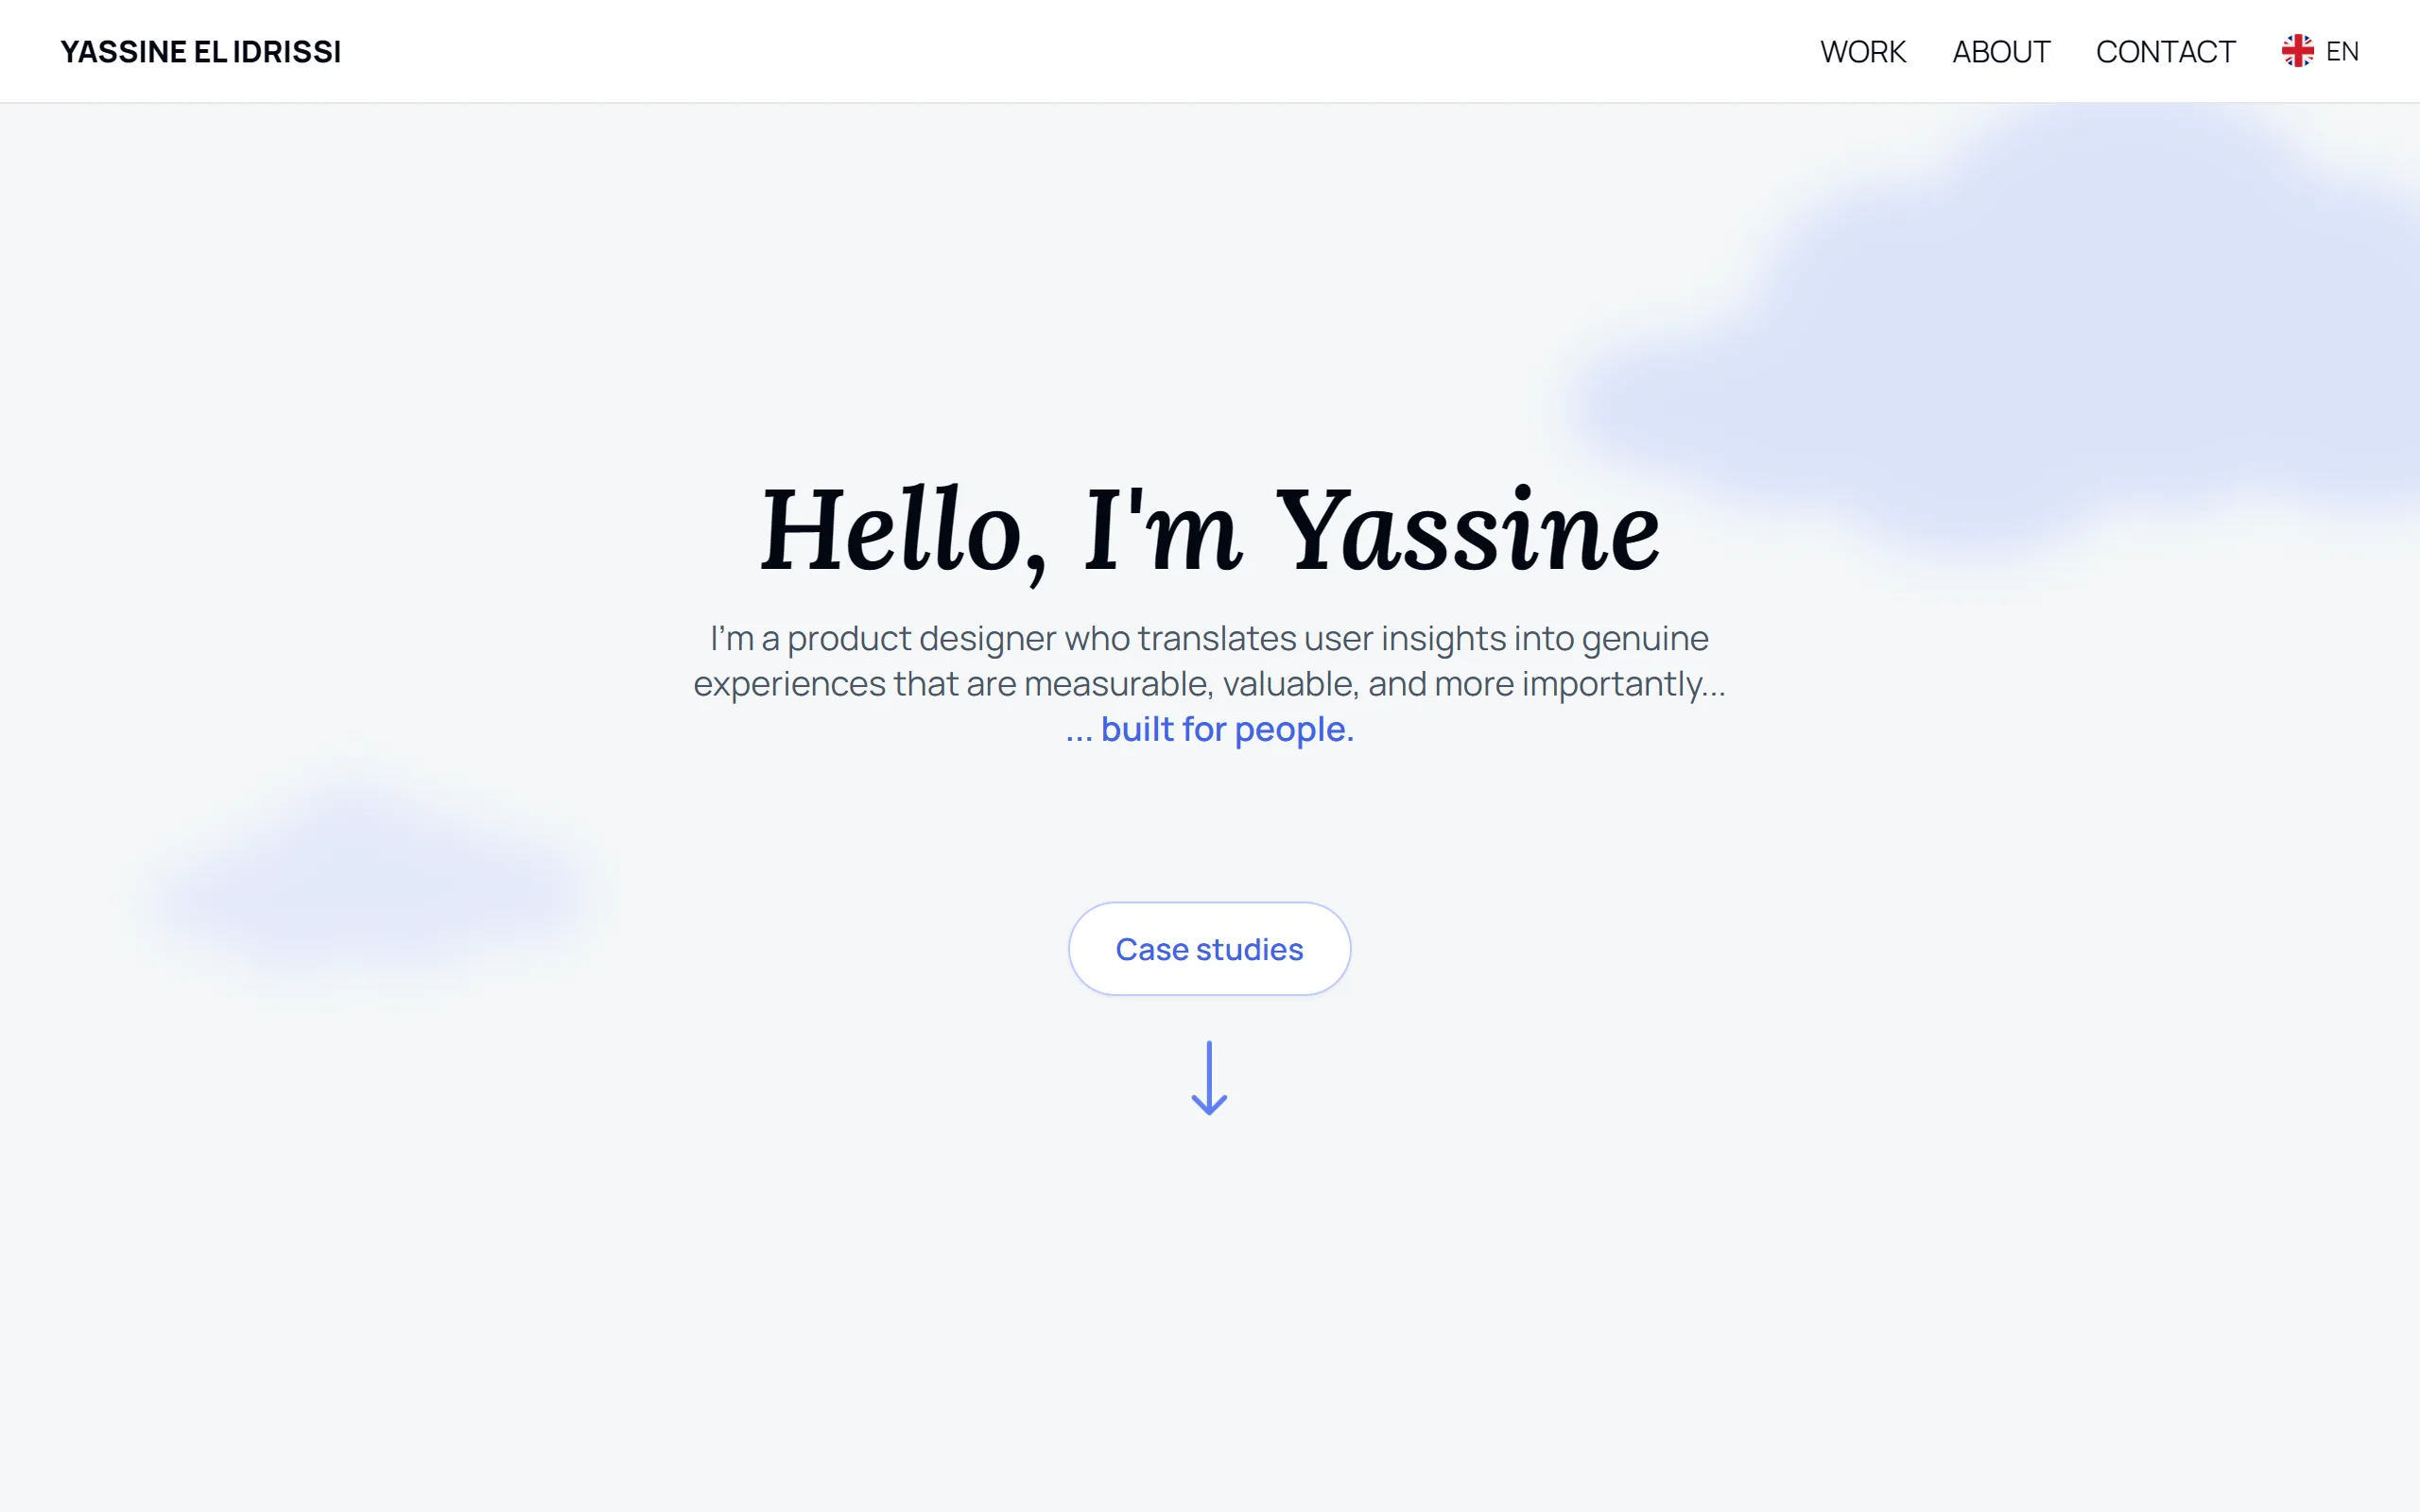 YASSINE EL IDRISSI
WORK ABOUT CONTACT EN
Hello, I'm Yassine
I’m a product designer who translates user insights into genuine
experiences that are measurable, valuable, and more importantly...
... built for people.
Case studies